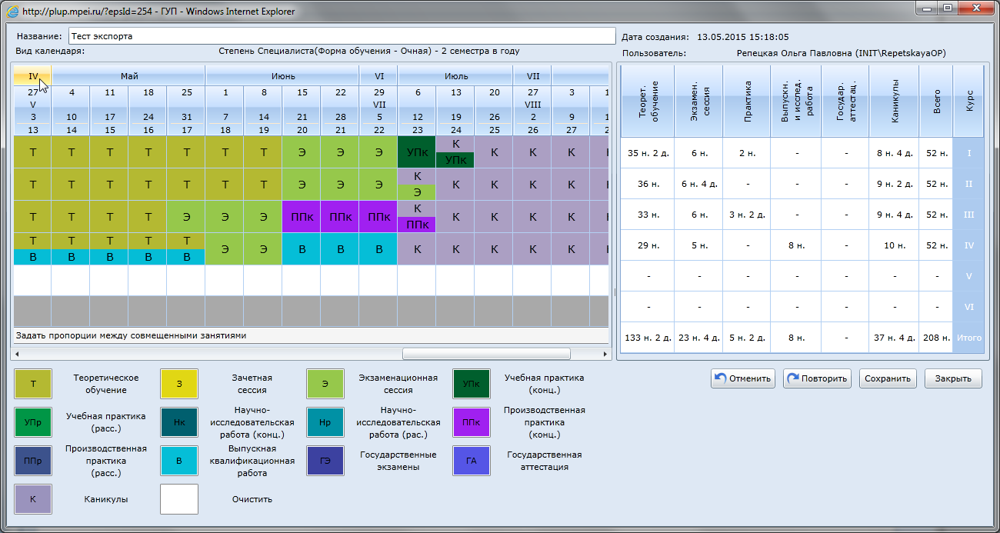 http://plup.mpei.ru/?epsId=254 - ГУП - Windows Internet Explorer
Название: Тест экспорта
Дата создания: 13.05.2015 15:18:05
Вид календаря: Степень Специалиста(Форма обучения - Очная) - 2 семестра в году
Пользователь: Репецкая Ольга Павловна (INIT\RepetskayaOP)
IV Май Июнь VI Июль VII
27 4 11 18 25 1 8 15 22 29 6 13 20 27 3
V VII VIII
3 10 17 24 31 7 14 21 28 5 12 19 26 2 9
13 14 15 16 17 18 19 20 21 22 23 24 25 26 27
Т Т Т Т Т Т Т Э Э Э УПк К К К К
УПк
Т Т Т Т Т Т Т Э Э Э К К К К К
Э
Т Т Т Т Э Э Э ППк ППк ППк К К К К К
ППк
Т Т Т Т Т Э Э В В В К К К К К
В В В В В
Задать пропорции между совмещенными занятиями
Теорет. обучение
Экзамен. сессия
Практика
Выпускн. и исслед. работа
Государ. аттестац.
Каникулы
Всего
Курс
35 н. 2 д. 6 н. 2 н. - - 8 н. 4 д. 52 н. I
36 н. 6 н. 4 д. - - - 9 н. 2 д. 52 н. II
33 н. 6 н. 3 н. 2 д. - - 9 н. 4 д. 52 н. III
29 н. 5 н. - 8 н. - 10 н. 52 н. IV
- - - - - - - V
- - - - - - - VI
133 н. 2 д. 23 н. 4 д. 5 н. 2 д. 8 н. - 37 н. 4 д. 208 н. Итого
Отменить Повторить Сохранить Закрыть
Т
Теоретическое
обучение
З
Зачетная
сессия
Э
Экзаменационная
сессия
УПк
Учебная практика
(конц.)
УПр
Учебная практика
(расс.)
Нк
Научно-
исследовательская
работа (конц.)
Нр
Научно-
исследовательская
работа (рас.)
ППк
Производственная
практика
(конц.)
ППр
Производственная
практика
(расс.)
В
Выпускная
квалификационная
работа
ГЭ
Государственные
экзамены
ГА
Государственная
аттестация
К
Каникулы
Очистить